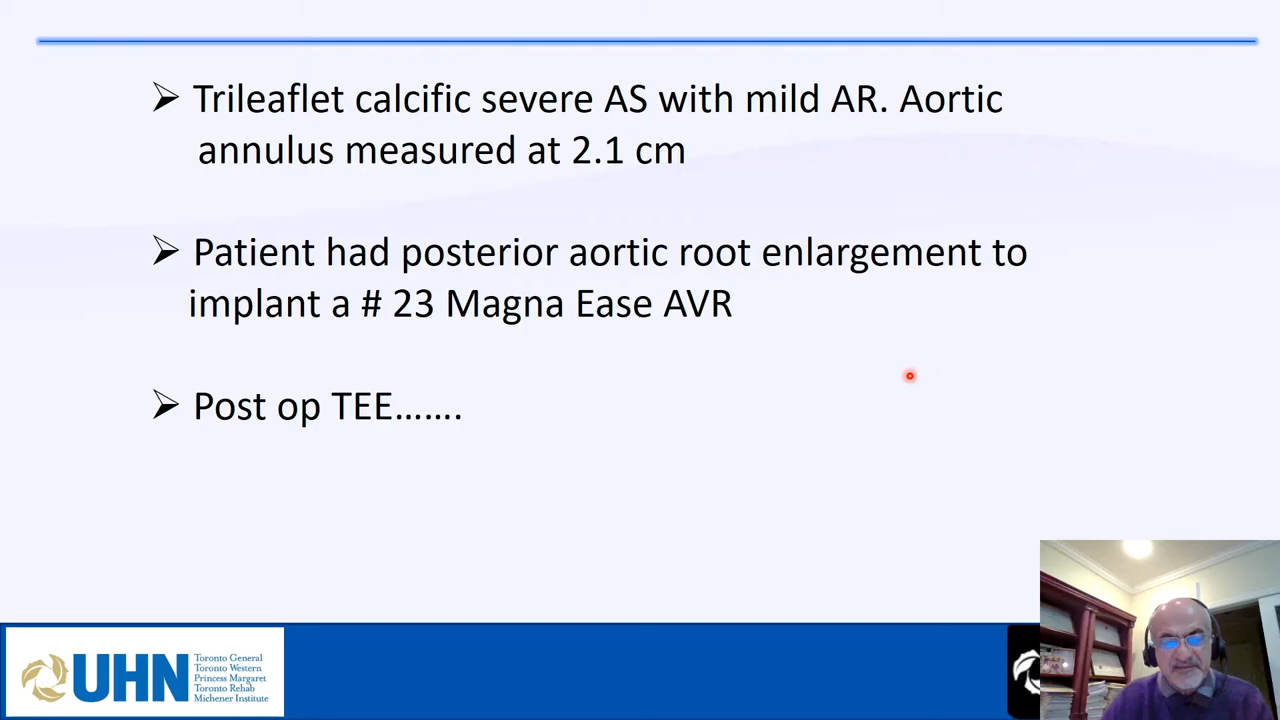 ➢ Trileaflet calcific severe AS with mild AR. Aortic
annulus measured at 2.1 cm
➢ Patient had posterior aortic root enlargement to
implant a # 23 Magna Ease AVR
➢ Post op TEE…….
UHN
Toronto General
Toronto Western
Princess Margaret
Toronto Rehab
Michener Institute